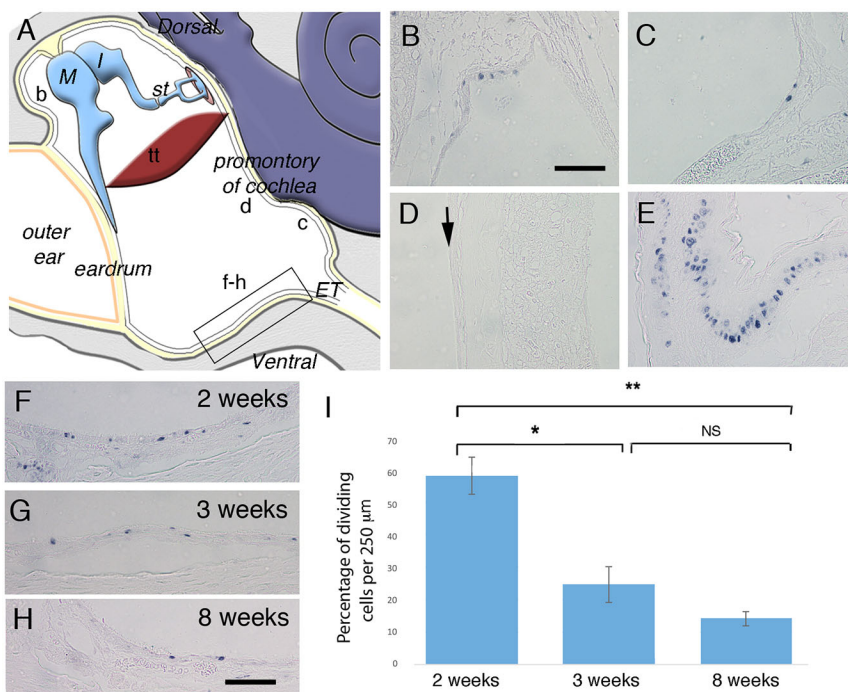 A
Dorsal
M
I
b
st
tt
promontory
of cochlea
d
c
outer
ear
eardrum
f-h
ET
Ventral
B
C
D
E
F
2 weeks
G
3 weeks
H
8 weeks
I
**
*
NS
Percentage of dividing
cells per 250 μm
70
60
50
40
30
20
10
0
2 weeks
3 weeks
8 weeks